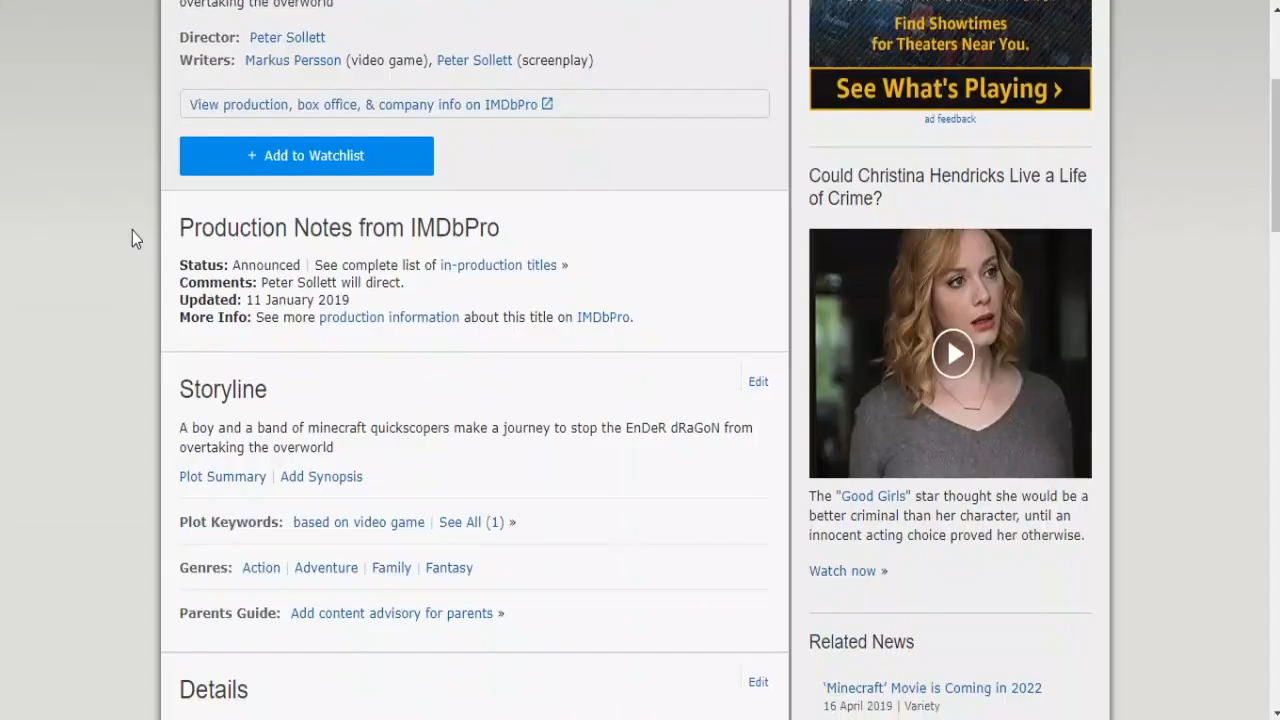 overtaking the overworld
Director: Peter Sollett
Writers: Markus Persson (video game), Peter Sollett (screenplay)
View production, box office, & company info on IMDbPro
+ Add to Watchlist
Production Notes from IMDbPro
Status: Announced | See complete list of in-production titles »
Comments: Peter Sollett will direct.
Updated: 11 January 2019
More Info: See more production information about this title on IMDbPro.
Storyline
Edit
A boy and a band of minecraft quickscopers make a journey to stop the EnDeR dRaGoN from
overtaking the overworld
Plot Summary | Add Synopsis
Plot Keywords: based on video game | See All (1) »
Genres: Action | Adventure | Family | Fantasy
Parents Guide: Add content advisory for parents »
Details
Edit
Find Showtimes
for Theaters Near You.
See What's Playing ›
ad feedback
Could Christina Hendricks Live a Life
of Crime?
The "Good Girls" star thought she would be a
better criminal than her character, until an
innocent acting choice proved her otherwise.
Watch now »
Related News
'Minecraft' Movie is Coming in 2022
16 April 2019 | Variety